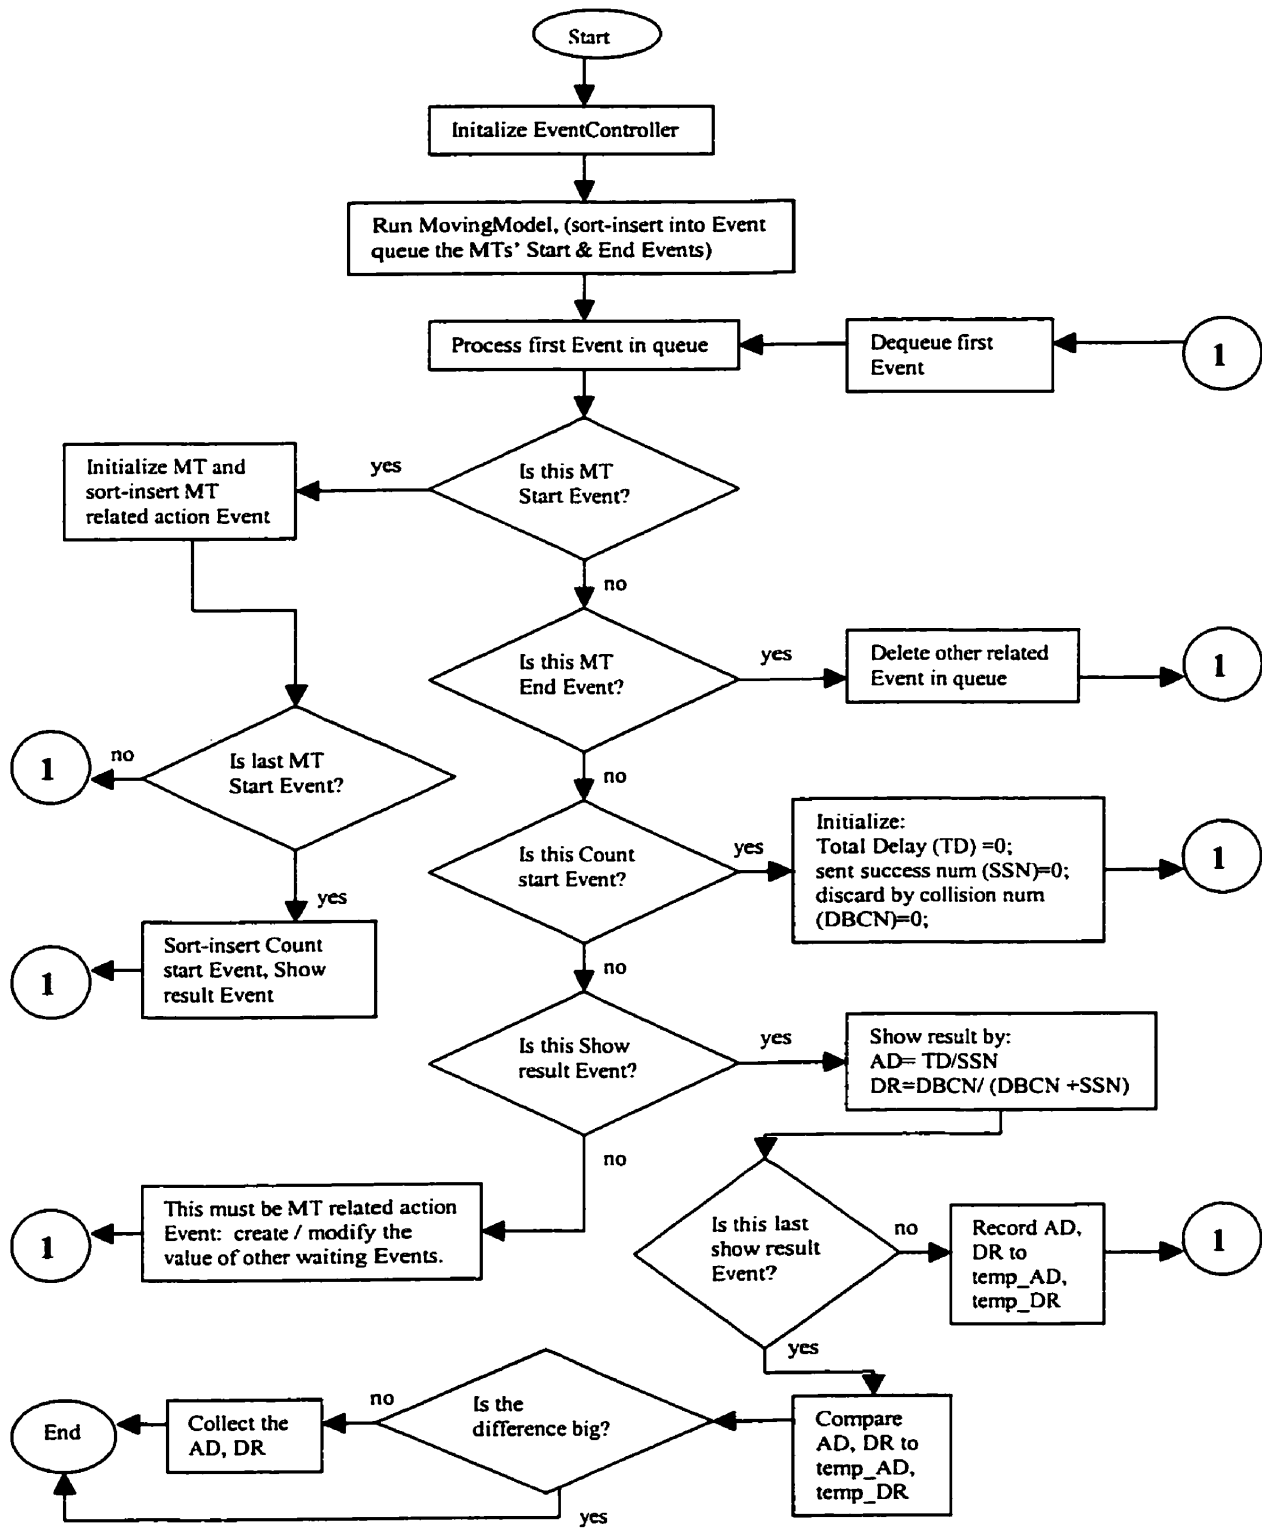 Start
Initalize EventController
Run MovingModel, (sort-insert into Event
queue the MTs' Start & End Events)
Process first Event in queue
Dequeue first
Event
1
Is this MT
Start Event?
yes
Initialize MT and
sort-insert MT
related action Event
no
Is this MT
End Event?
yes
Delete other related
Event in queue
1
Is last MT
Start Event?
no
1
no
Is this Count
start Event?
yes
Initialize:
Total Delay (TD) =0;
sent success num (SSN)=0;
discard by collision num
(DBCN)=0;
1
yes
Sort-insert Count
start Event, Show
result Event
1
no
Is this Show
result Event?
yes
Show result by:
AD= TD/SSN
DR=DBCN/ (DBCN +SSN)
no
This must be MT related action
Event: create / modify the
value of other waiting Events.
1
Is this last
show result
Event?
no
Record AD,
DR to
temp_AD,
temp_DR
1
yes
Compare
AD, DR to
temp_AD,
temp_DR
Is the
difference big?
no
Collect the
AD, DR
End
yes